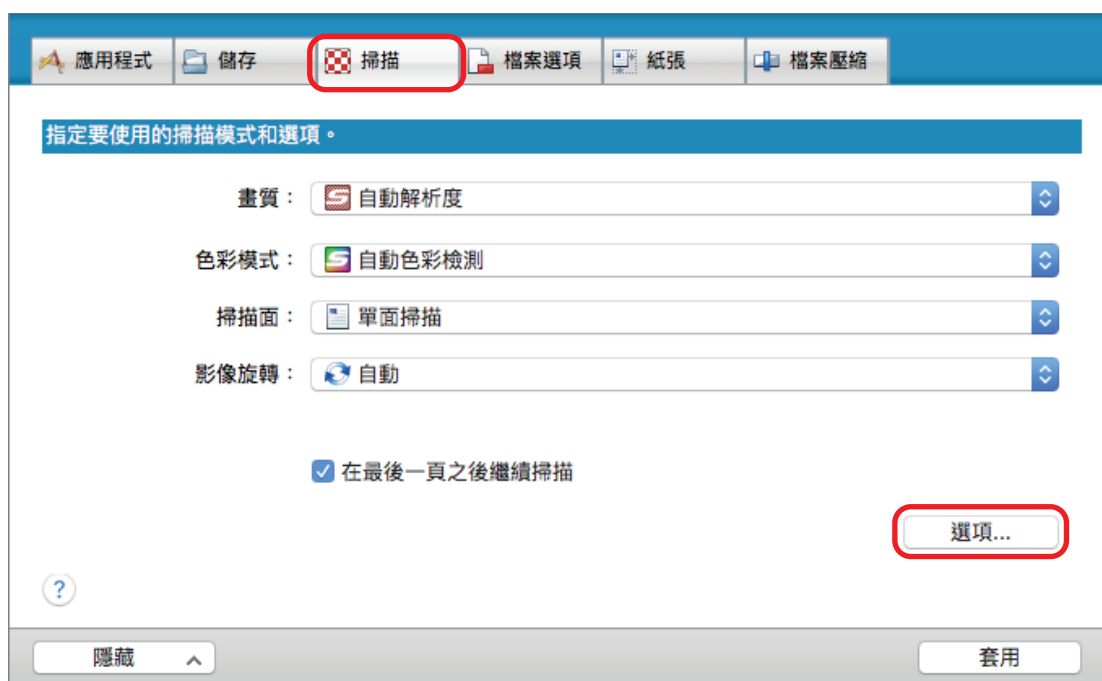 應用程式 儲存 掃描 檔案選項 紙張 檔案壓縮
指定要使用的掃描模式和選項。
畫質： 自動解析度
色彩模式： 自動色彩檢測
掃描面： 單面掃描
影像旋轉： 自動
在最後一頁之後繼續掃描
選項...
?
隱藏 套用